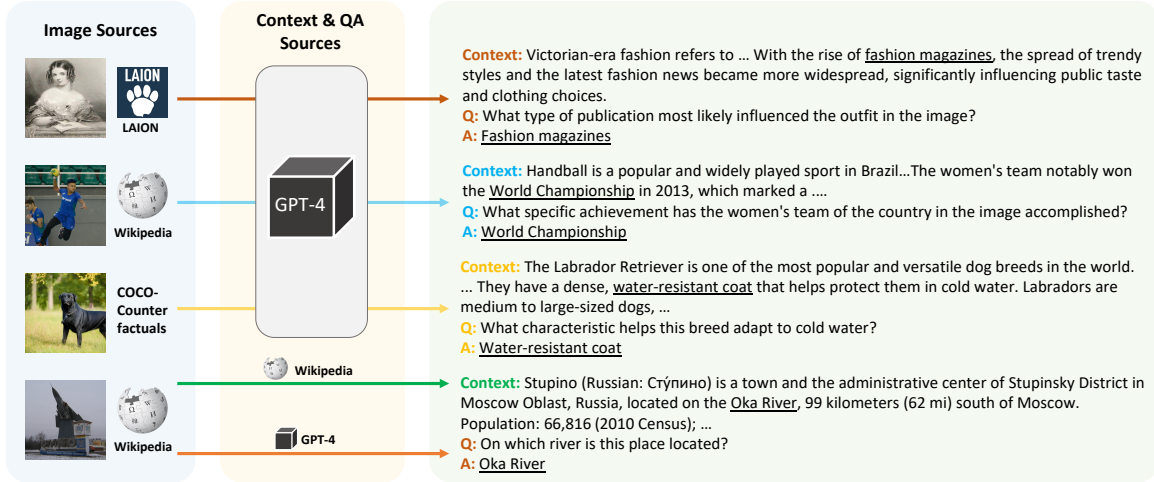 Image Sources
Context & QA
Sources
LAION
LAION
Wikipedia
COCO-
Counter
factuals
Wikipedia
GPT-4
Wikipedia
GPT-4
Context: Victorian-era fashion refers to … With the rise of fashion magazines, the spread of trendy
styles and the latest fashion news became more widespread, significantly influencing public taste
and clothing choices.
Q: What type of publication most likely influenced the outfit in the image?
A: Fashion magazines
Context: Handball is a popular and widely played sport in Brazil…The women's team notably won
the World Championship in 2013, which marked a ....
Q: What specific achievement has the women's team of the country in the image accomplished?
A: World Championship
Context: The Labrador Retriever is one of the most popular and versatile dog breeds in the world.
... They have a dense, water-resistant coat that helps protect them in cold water. Labradors are
medium to large-sized dogs, …
Q: What characteristic helps this breed adapt to cold water?
A: Water-resistant coat
Context: Stupino (Russian: Сту́пино) is a town and the administrative center of Stupinsky District in
Moscow Oblast, Russia, located on the Oka River, 99 kilometers (62 mi) south of Moscow.
Population: 66,816 (2010 Census); …
Q: On which river is this place located?
A: Oka River